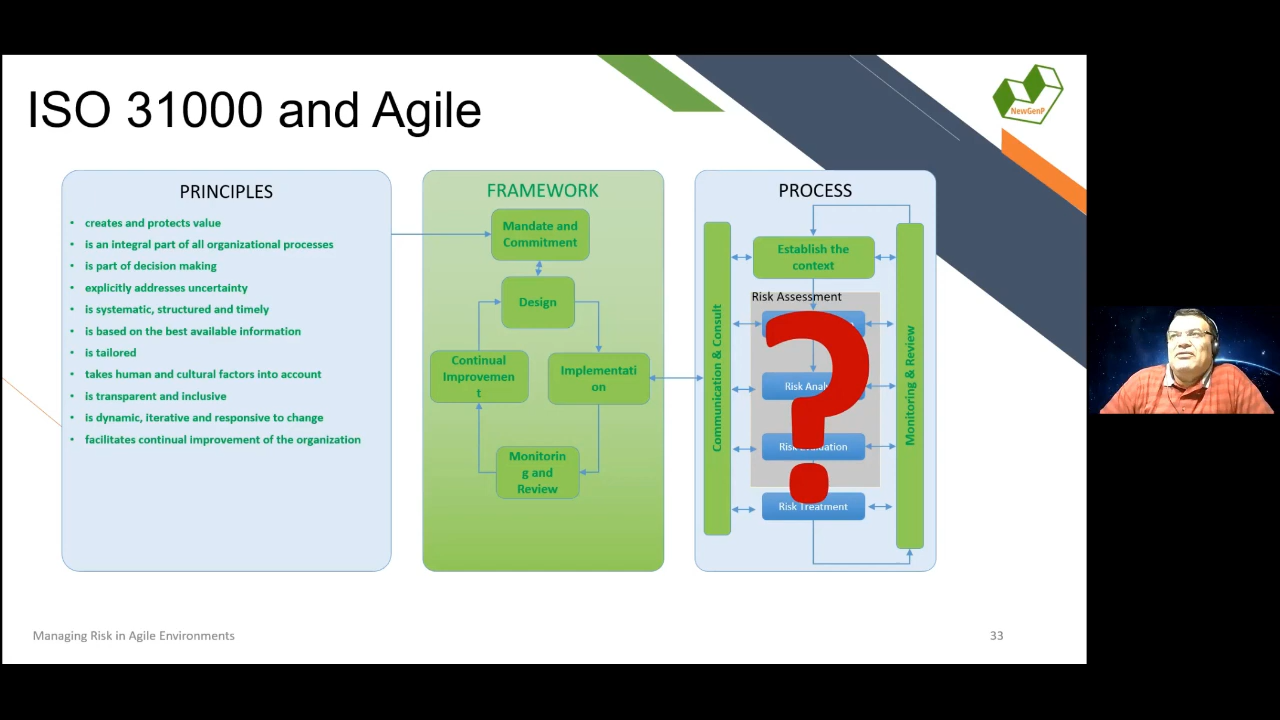 ISO 31000 and Agile
NewGenP
PRINCIPLES
• creates and protects value
• is an integral part of all organizational processes
• is part of decision making
• explicitly addresses uncertainty
• is systematic, structured and timely
• is based on the best available information
• is tailored
• takes human and cultural factors into account
• is transparent and inclusive
• is dynamic, iterative and responsive to change
• facilitates continual improvement of the organization
FRAMEWORK
Mandate and
Commitment
Design
Continual
Improvemen
t
Implementati
on
Monitorin
g and
Review
PROCESS
Communication & Consult
Establish the
context
Risk Assessment
?
Risk
Risk
Risk Treatment
Monitoring & Review
Managing Risk in Agile Environments
33